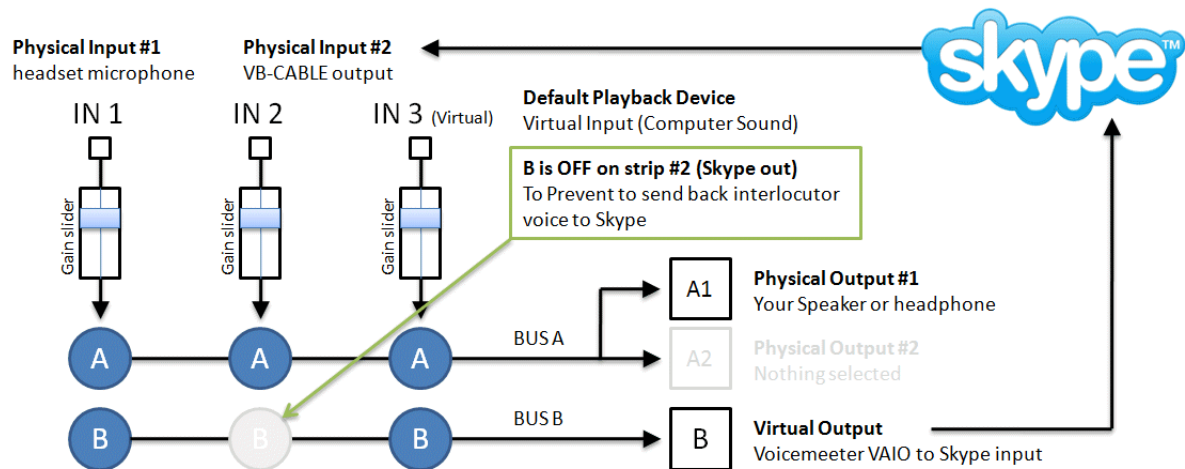 Physical Input #1
headset microphone
Physical Input #2
VB-CABLE output
skype™
IN 1
IN 2
IN 3 (Virtual)
Default Playback Device
Virtual Input (Computer Sound)
B is OFF on strip #2 (Skype out)
To Prevent to send back interlocutor
voice to Skype
Gain slider
Gain slider
Gain slider
A1
Physical Output #1
Your Speaker or headphone
A
A
A
BUS A
A2
Physical Output #2
Nothing selected
B
B
B
BUS B
B
Virtual Output
Voicemeeter VAIO to Skype input